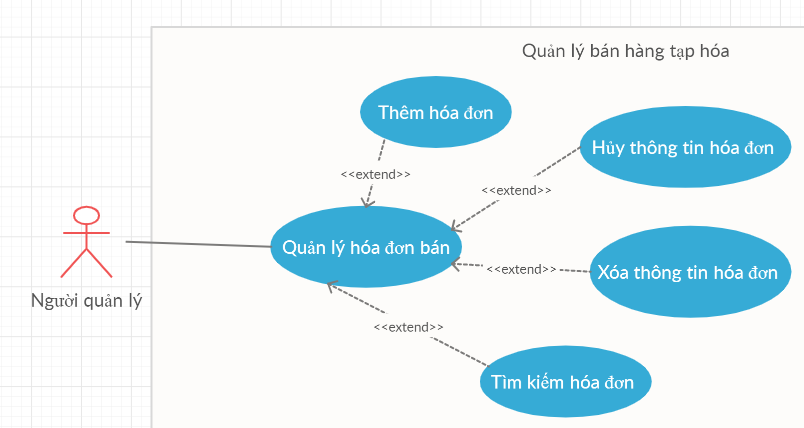 Quản lý bán hàng tạp hóa
Thêm hóa đơn
Hủy thông tin hóa đơn
<<extend>>
<<extend>>
Quản lý hóa đơn bán
<<extend>>
Xóa thông tin hóa đơn
Người quản lý
<<extend>>
Tìm kiếm hóa đơn